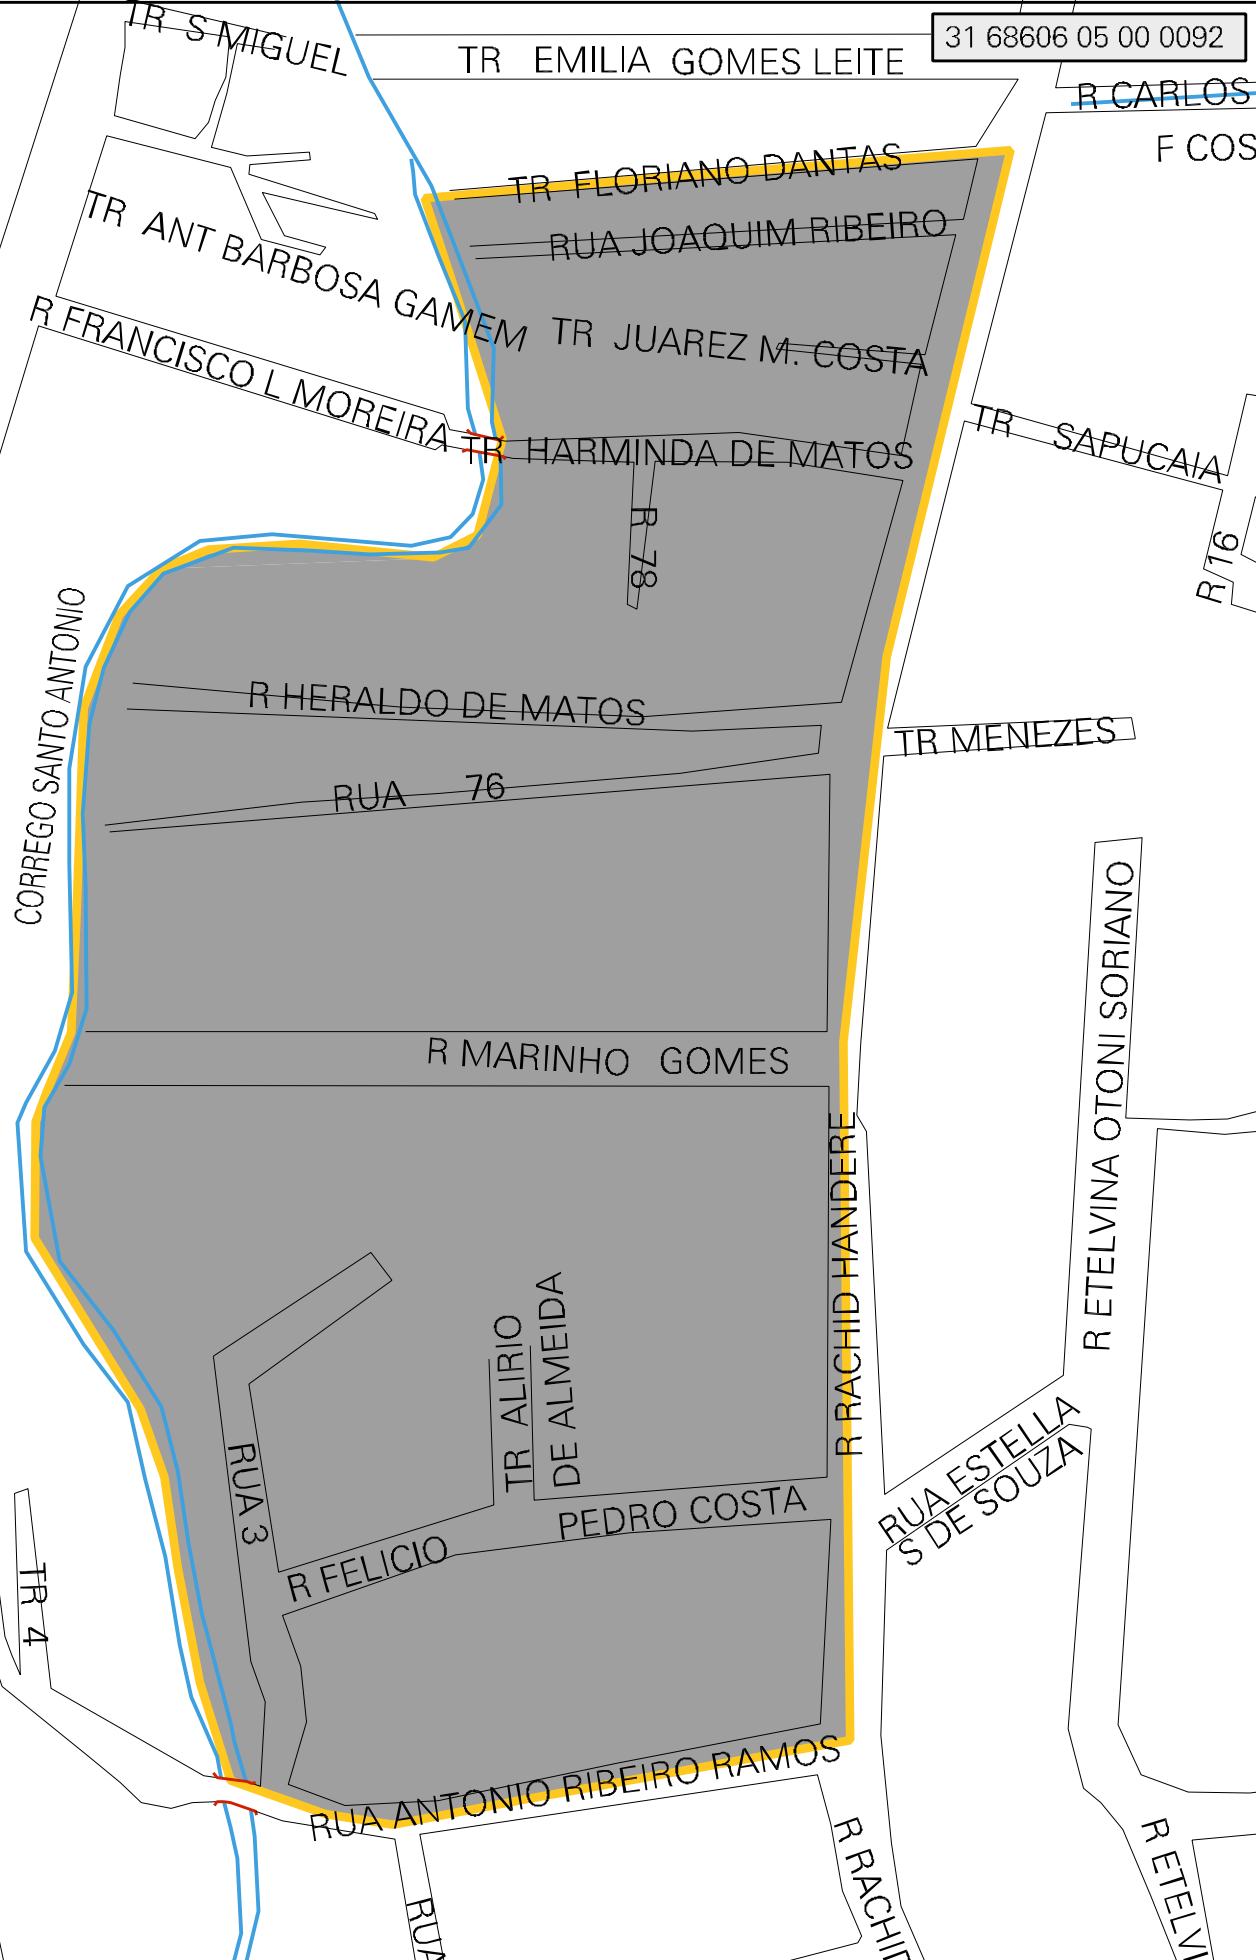 TR S MIGUEL
TR EMILIA GOMES LEITE
31 68606 05 00 0092
R CARLOS
F COS
TR FLORIANO DANTAS
TR ANT BARBOSA GAMEM
RUA JOAQUIM RIBEIRO
R FRANCISCO L MOREIRA
TR JUAREZ M. COSTA
TR HARMINDA DE MATOS
TR SAPUCAIA
R 78
R 16
CORREGO SANTO ANTONIO
R HERALDO DE MATOS
TR MENEZES
RUA 76
R ETELVINA OTONI SORIANO
R MARINHO GOMES
R RACHID HANDERE
TR ALIRIO
DE ALMEIDA
RUA 3
RUA ESTELLA
S DE SOUZA
R FELICIO
PEDRO COSTA
TR 4
RUA ANTONIO RIBEIRO RAMOS
R RACHID
R ETELVI
RUA